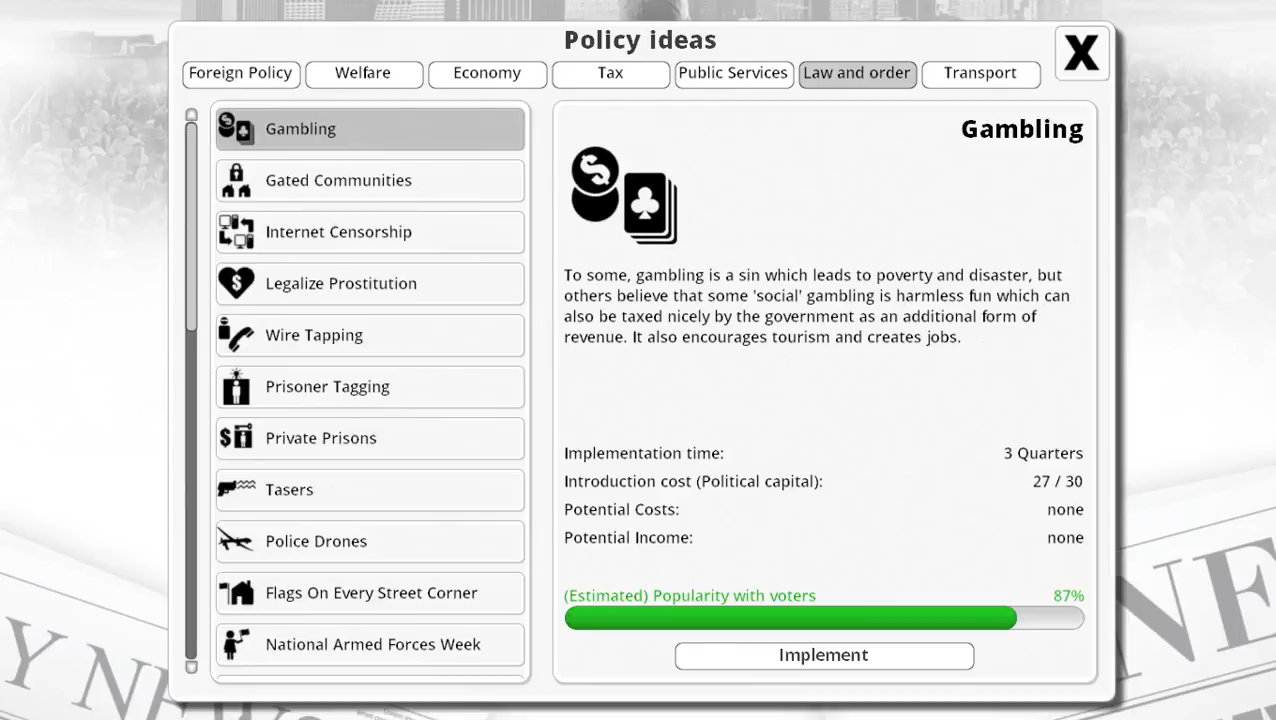 Policy ideas
X
Foreign Policy
Welfare
Economy
Tax
Public Services
Law and order
Transport
Gambling
Gated Communities
Internet Censorship
Legalize Prostitution
Wire Tapping
Prisoner Tagging
Private Prisons
Tasers
Police Drones
Flags On Every Street Corner
National Armed Forces Week
Gambling
To some, gambling is a sin which leads to poverty and disaster, but
others believe that some 'social' gambling is harmless fun which can
also be taxed nicely by the government as an additional form of
revenue. It also encourages tourism and creates jobs.
Implementation time: 3 Quarters
Introduction cost (Political capital): 27 / 30
Potential Costs: none
Potential Income: none
(Estimated) Popularity with voters 87%
Implement